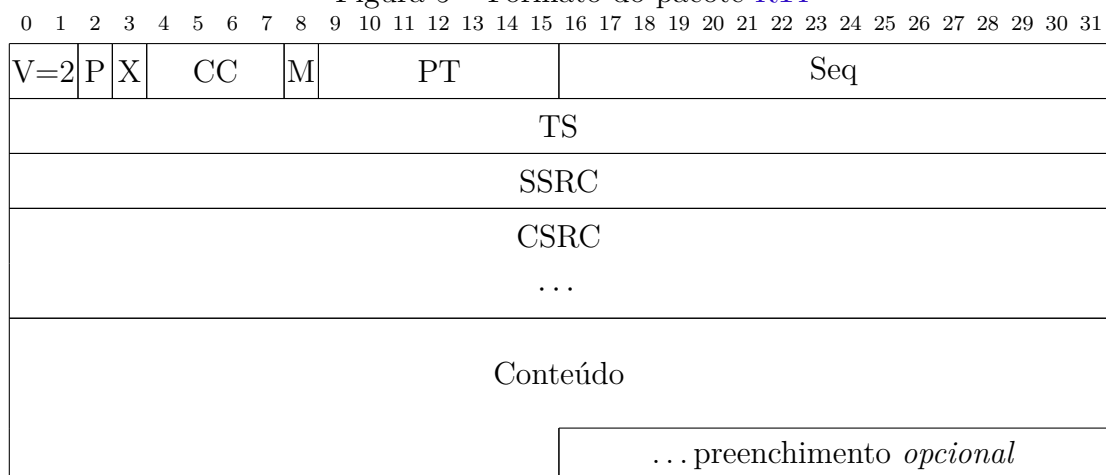 0 1 2 3 4 5 6 7 8 9 10 11 12 13 14 15 16 17 18 19 20 21 22 23 24 25 26 27 28 29 30 31
V=2 P X CC M PT Seq
TS
SSRC
CSRC
...
Conteúdo
...preenchimento opcional